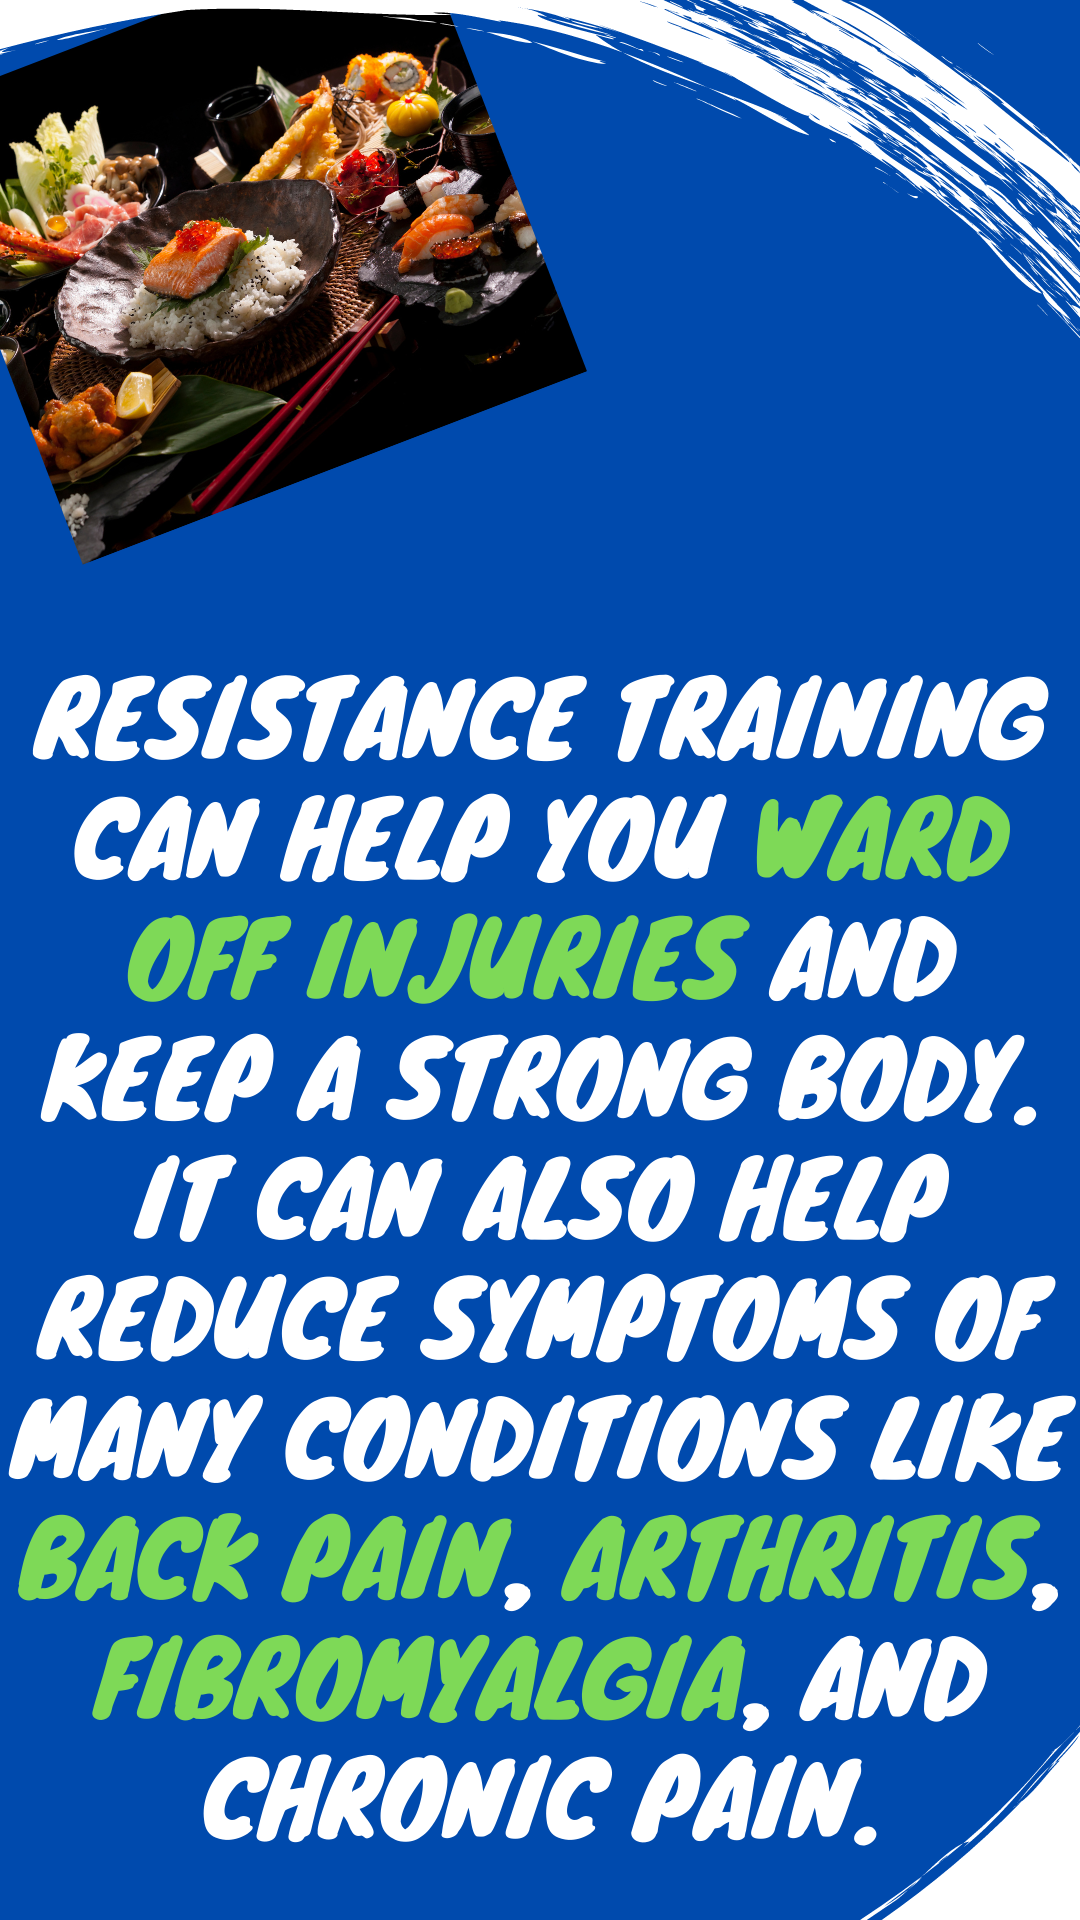 RESISTANCE TRAINING
CAN HELP YOU WARD
OFF INJURIES AND
KEEP A STRONG BODY.
IT CAN ALSO HELP
REDUCE SYMPTOMS OF
MANY CONDITIONS LIKE
BACK PAIN, ARTHRITIS,
FIBROMYALGIA, AND
CHRONIC PAIN.